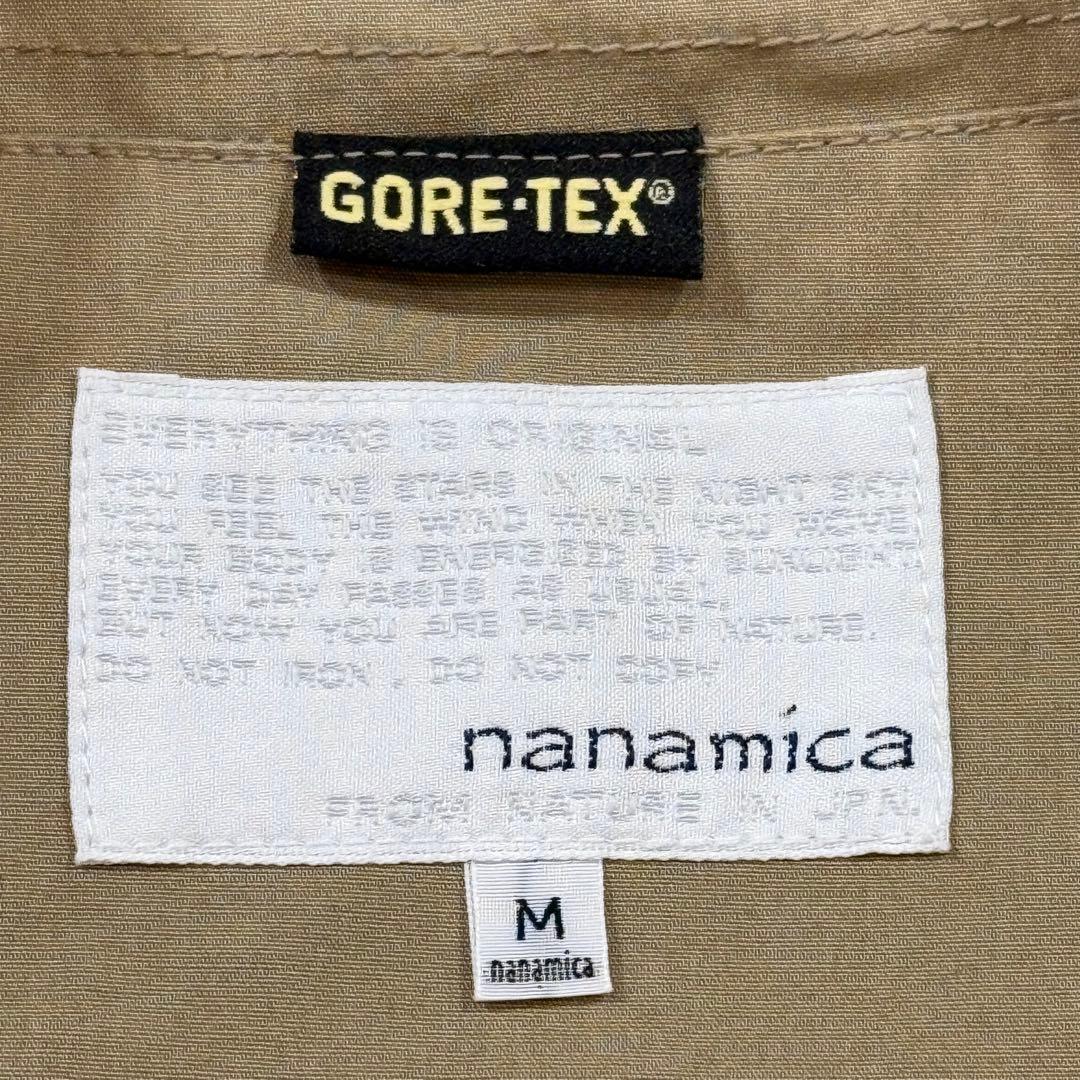 GORE-TEX®
EVERYTHING IS ORIGINAL
YOU SEE THE STARS IN THE NIGHT SKY.
YOU FEEL THE WIND WHEN YOU MOVE
YOUR BODY IS ENERGIZED BY SUNLIGHT.
EVERY DAY PASSES AS USUAL,
BUT NOW YOU ARE PART OF NATURE.
DO NOT IRON, DO NOT COPY
nanamica
FROM NATURE IN JPN.
M
nanamica